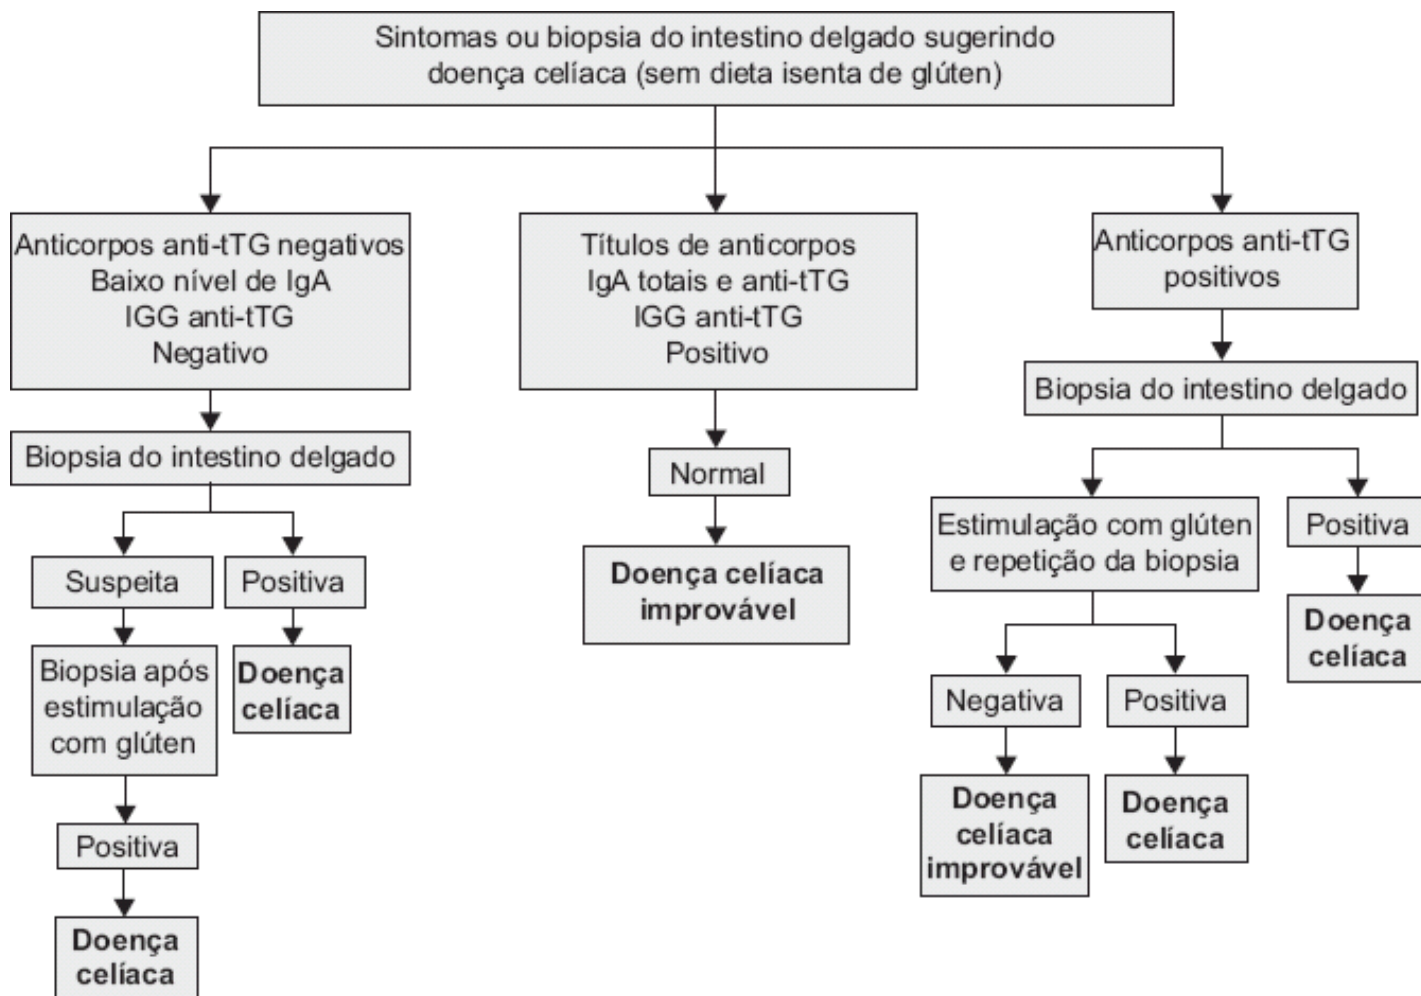 Sintomas ou biopsia do intestino delgado sugerindo
doença celíaca (sem dieta isenta de glúten)
Anticorpos anti-tTG negativos
Baixo nível de IgA
IGG anti-tTG
Negativo
Biopsia do intestino delgado
Suspeita
Positiva
Biopsia após
estimulação
com glúten
Doença
celíaca
Positiva
Doença
celíaca
Títulos de anticorpos
IgA totais e anti-tTG
IGG anti-tTG
Positivo
Normal
Doença celíaca
improvável
Anticorpos anti-tTG
positivos
Biopsia do intestino delgado
Estimulação com glúten
e repetição da biopsia
Positiva
Doença
celíaca
Negativa
Positiva
Doença
celíaca
improvável
Doença
celíaca